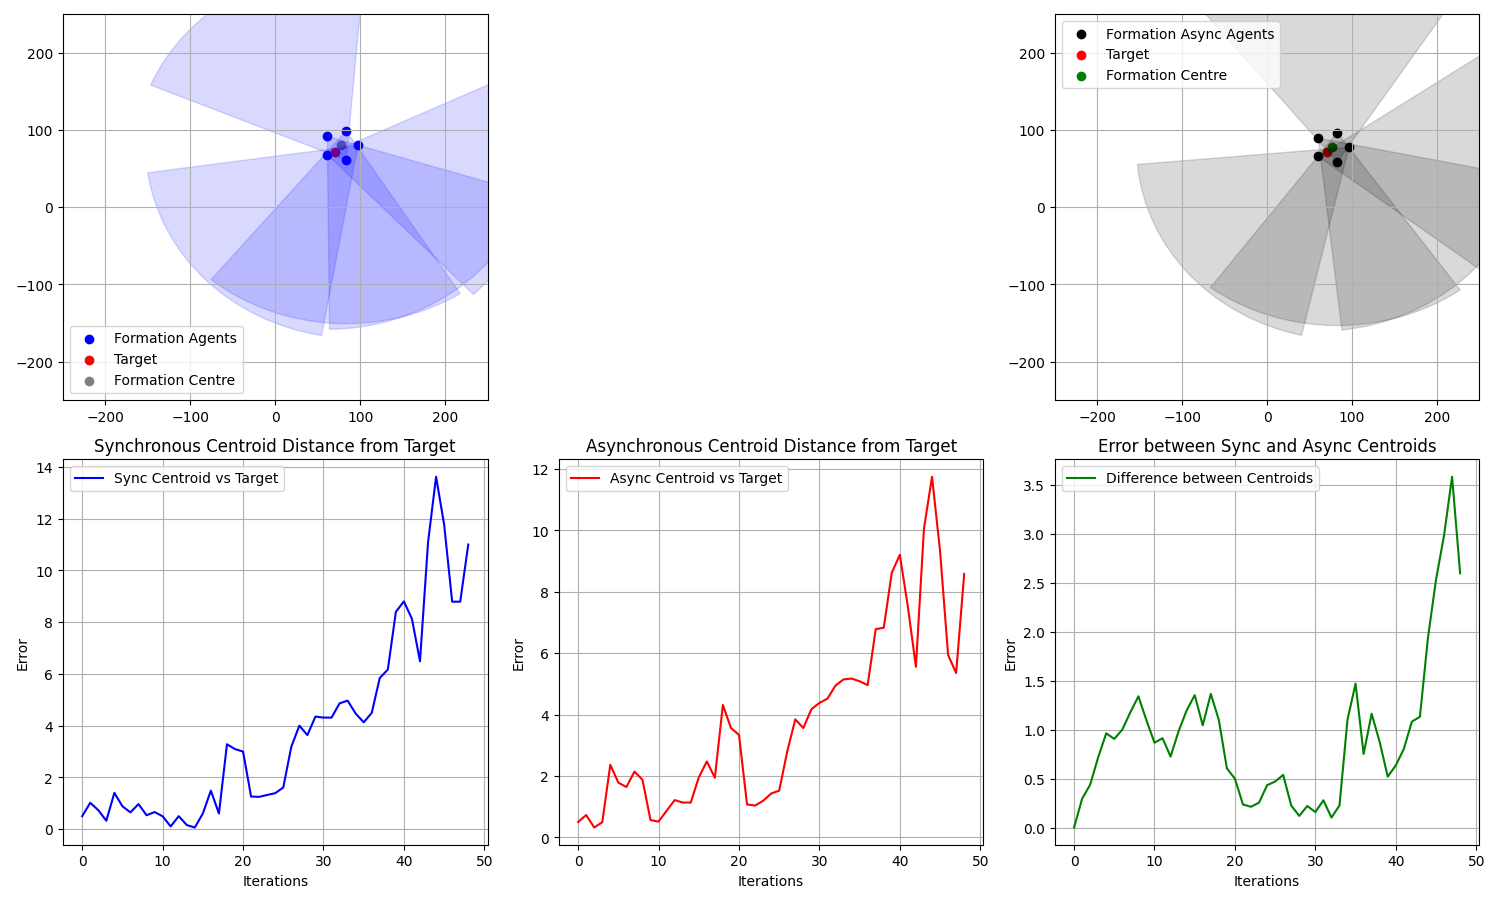 200
100
0
−100
−200
−200 −100 0 100 200
Formation Agents
Target
Formation Centre
200
100
0
−100
−200
−200 −100 0 100 200
Formation Async Agents
Target
Formation Centre
Synchronous Centroid Distance from Target
Sync Centroid vs Target
14
12
10
8
6
4
2
0
Error
0 10 20 30 40 50
Iterations
Asynchronous Centroid Distance from Target
Async Centroid vs Target
12
10
8
6
4
2
0
Error
0 10 20 30 40 50
Iterations
Error between Sync and Async Centroids
Difference between Centroids
3.5
3.0
2.5
2.0
1.5
1.0
0.5
0.0
Error
0 10 20 30 40 50
Iterations